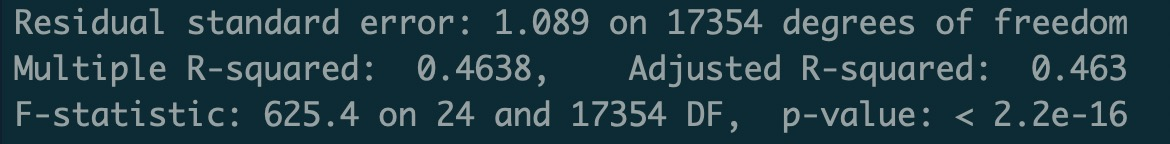 Residual standard error: 1.089 on 17354 degrees of freedom
Multiple R-squared:  0.4638,    Adjusted R-squared:  0.463
F-statistic: 625.4 on 24 and 17354 DF,  p-value: < 2.2e-16